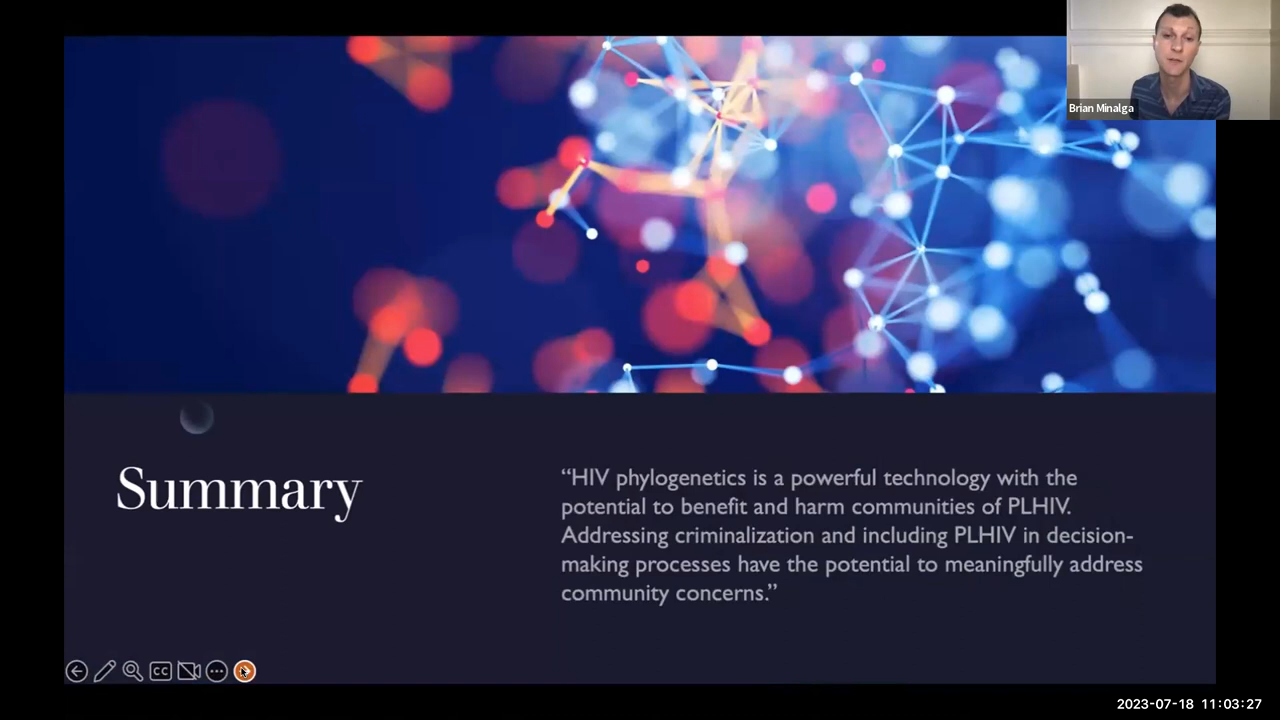 Brian Minalga
Summary
“HIV phylogenetics is a powerful technology with the
potential to benefit and harm communities of PLHIV.
Addressing criminalization and including PLHIV in decision-
making processes have the potential to meaningfully address
community concerns.”
CC
2023-07-18 11:03:27